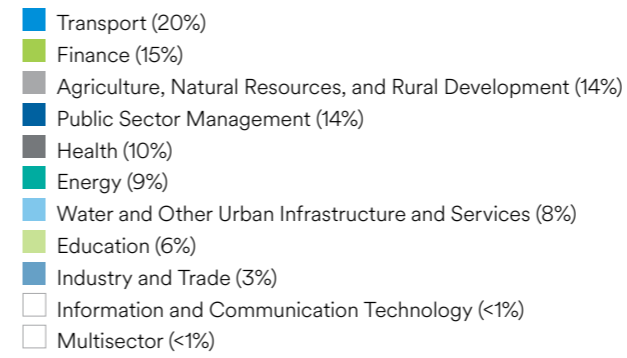 Transport (20%)
Finance (15%)
Agriculture, Natural Resources, and Rural Development (14%)
Public Sector Management (14%)
Health (10%)
Energy (9%)
Water and Other Urban Infrastructure and Services (8%)
Education (6%)
Industry and Trade (3%)
Information and Communication Technology (<1%)
Multisector (<1%)